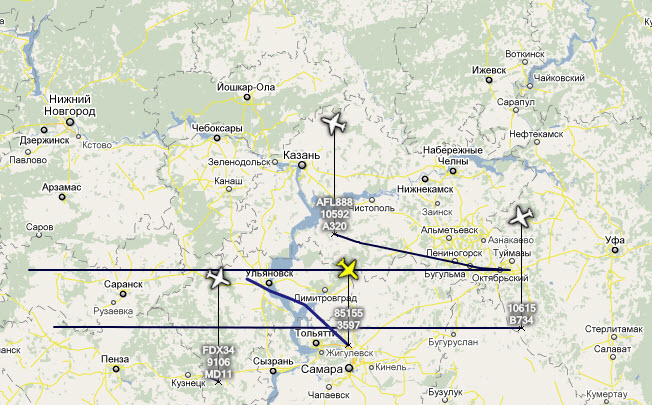 Воткинск
Ижевск
Чайковский
Йошкар-Ола
Нижний
Новгород
Сарапул
Чебоксары
Нефтекамск
Дзержинск
Кстово
Павлово
Казань
Набережные
Челны
Зеленодольск
Канаш
Нижнекамск
Арзамас
AFL888
10592
A320
Чистополь
Заинск
Саров
Альметьевск
Азнакаево
Уфа
Лениногорск
Туймазы
Бугульма
Октябрьский
Ульяновск
Саранск
Димитровград
Рузаевка
85155
3597
10615
B734
Тольятти
Стерлитамак
Бугуруслан
Жигулевск
FDX34
9106
MD11
Салават
Пенза
Сызрань
Самара
Кинель
Кузнецк
Чапаевск
Бузулук
Кумертау